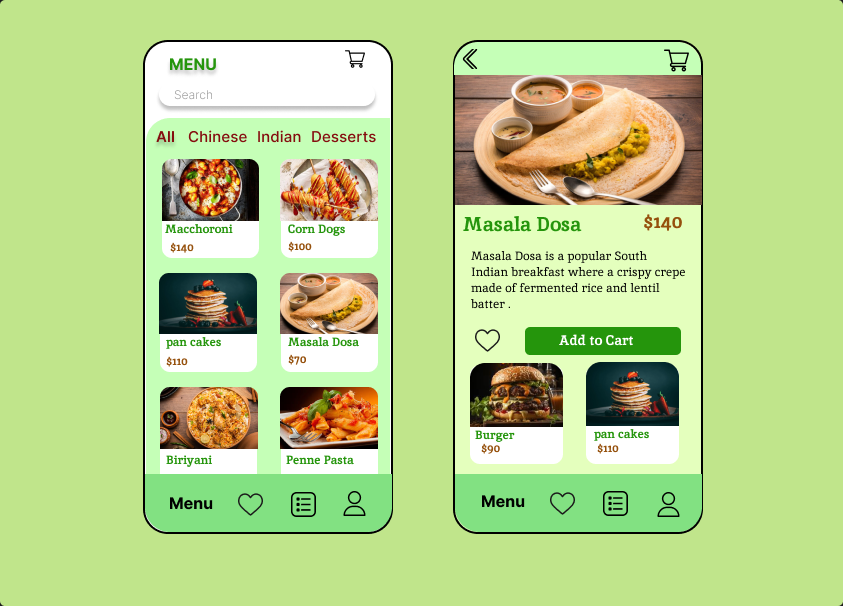 MENU
Search
All Chinese Indian Desserts
Macchoroni
$140
Corn Dogs
$100
pan cakes
$110
Masala Dosa
$70
Biriyani
Penne Pasta
Menu
Masala Dosa
$140
Masala Dosa is a popular South
Indian breakfast where a crispy crepe
made of fermented rice and lentil
batter .
Add to Cart
Burger
$90
pan cakes
$110
Menu